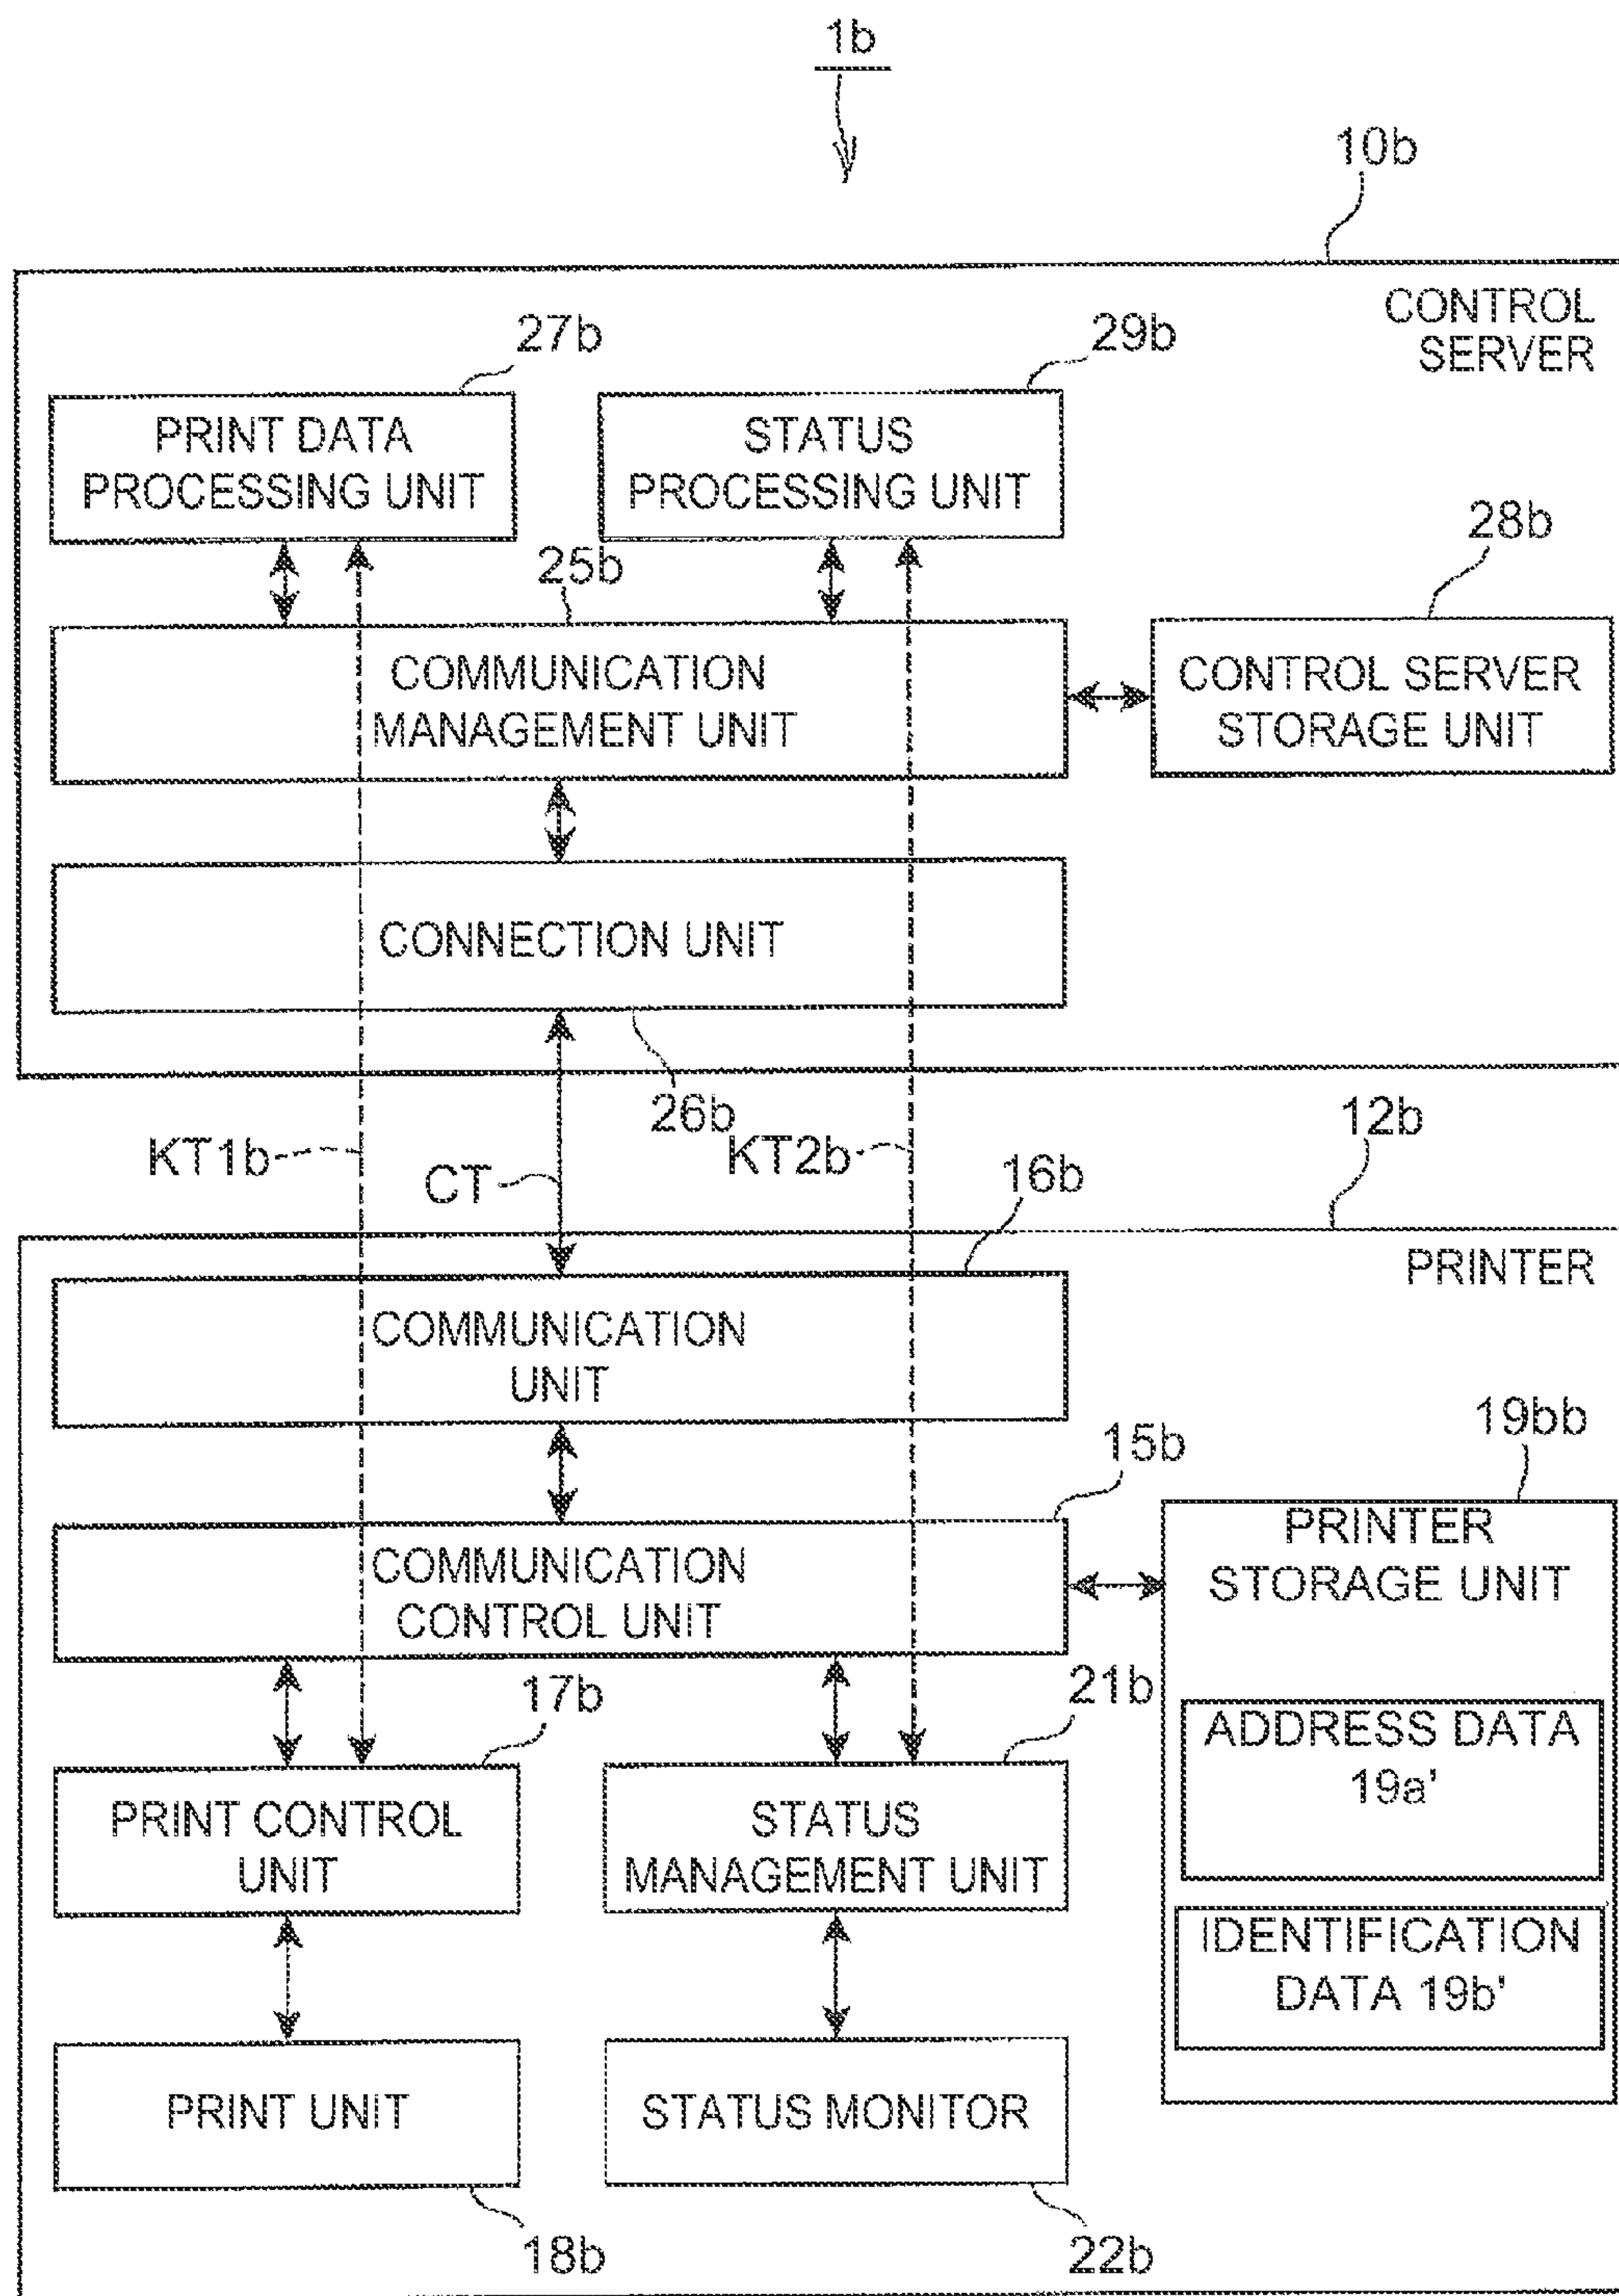 1b
10b
CONTROL
SERVER
27b
29b
PRINT DATA
PROCESSING UNIT
STATUS
PROCESSING UNIT
28b
25b
COMMUNICATION
MANAGEMENT UNIT
CONTROL SERVER
STORAGE UNIT
CONNECTION UNIT
26b
12b
KT1b
CT
KT2b
16b
PRINTER
COMMUNICATION
UNIT
19bb
15b
PRINTER
STORAGE UNIT
COMMUNICATION
CONTROL UNIT
17b
21b
ADDRESS DATA
19a'
PRINT CONTROL
UNIT
STATUS
MANAGEMENT UNIT
IDENTIFICATION
DATA 19b'
PRINT UNIT
STATUS MONITOR
18b
22b